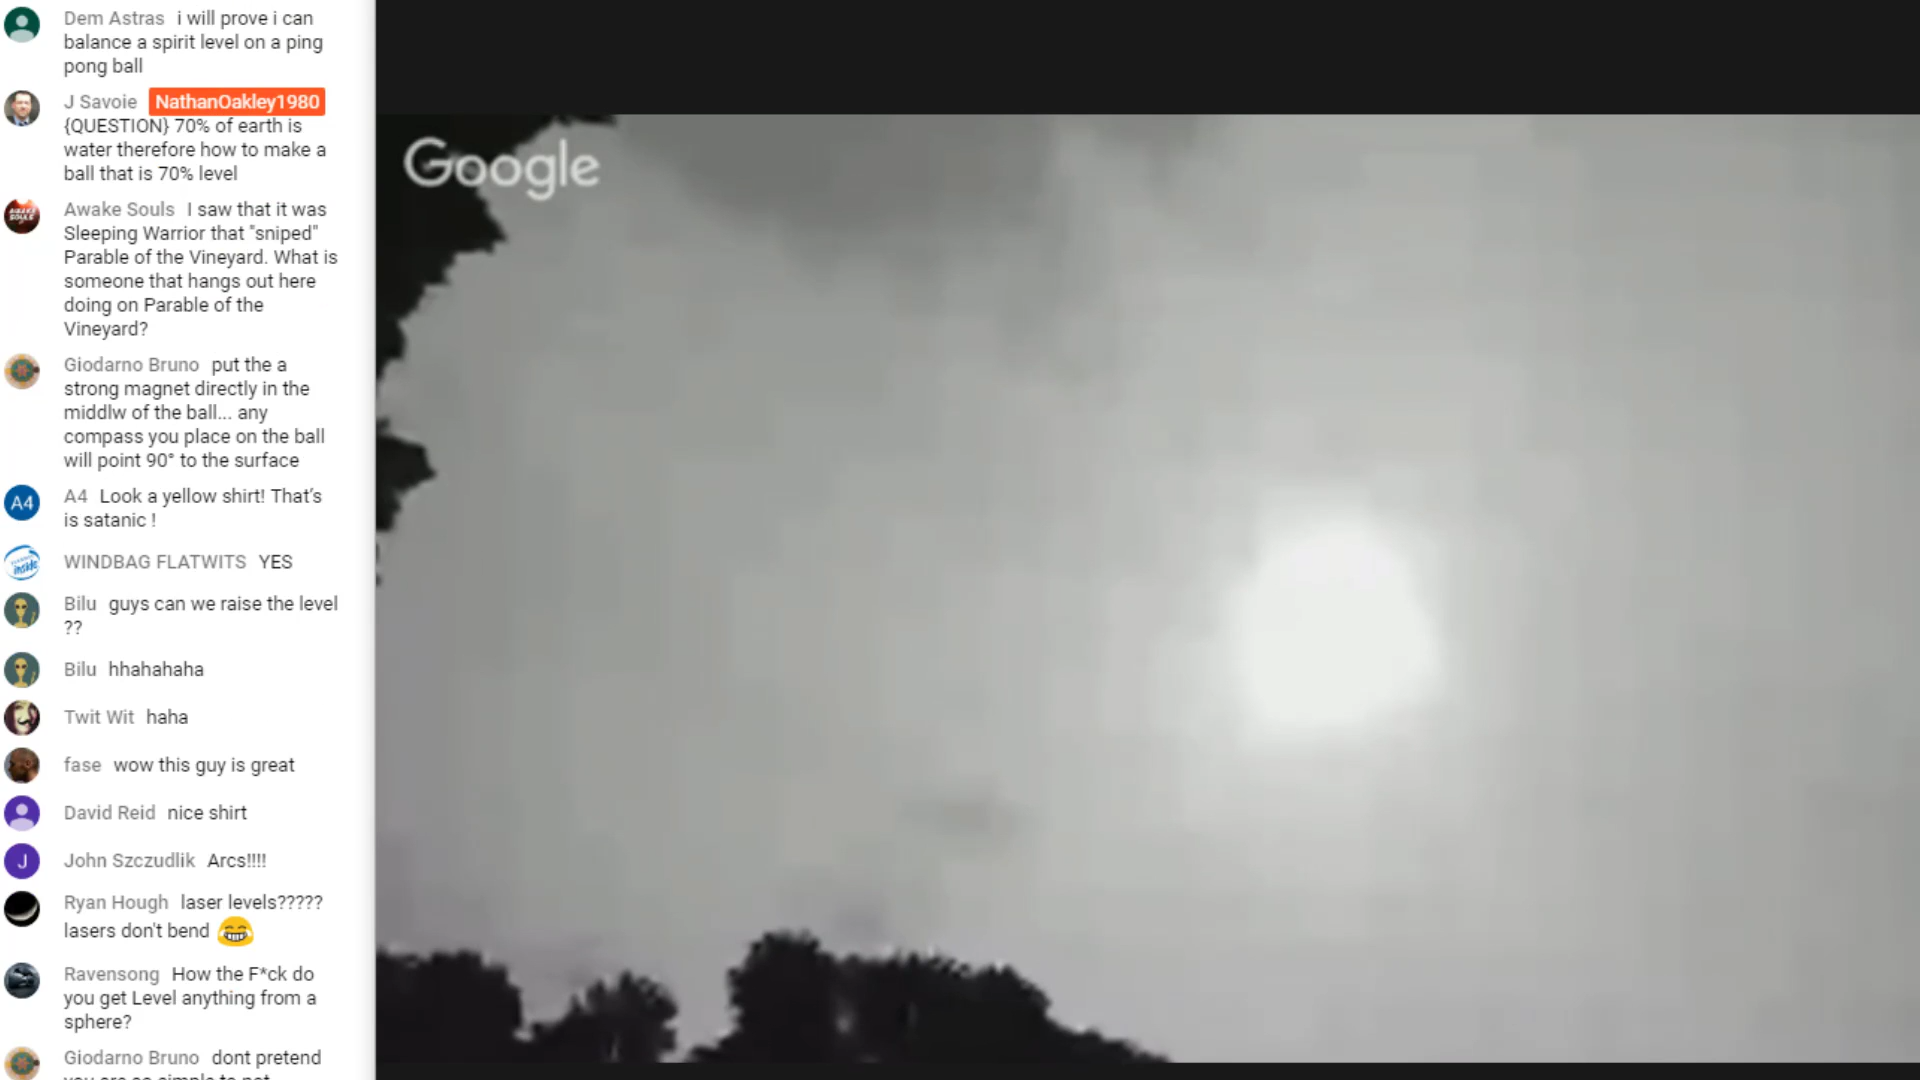 Dem Astras i will prove i can
balance a spirit level on a ping
pong ball
J Savoie NathanOakley1980
{QUESTION} 70% of earth is
water therefore how to make a
ball that is 70% level
Awake Souls I saw that it was
Sleeping Warrior that "sniped"
Parable of the Vineyard. What is
someone that hangs out here
doing on Parable of the
Vineyard?
Giodarno Bruno put the a
strong magnet directly in the
middlw of the ball... any
compass you place on the ball
will point 90° to the surface
A4
A4 Look a yellow shirt! That's
is satanic !
inside
WINDBAG FLATWITS YES
Bilu guys can we raise the level
??
Bilu hhahahaha
Twit Wit haha
fase wow this guy is great
David Reid nice shirt
J
John Szczudlik Arcs!!!!
Ryan Hough laser levels?????
lasers don't bend
Ravensong How the F*ck do
you get Level anything from a
sphere?
Giodarno Bruno dont pretend
Google